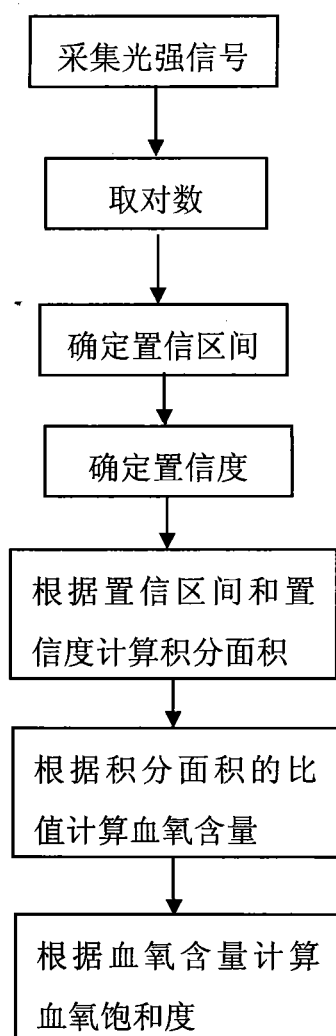 采集光强信号
取对数
确定置信区间
确定置信度
根据置信区间和置
信度计算积分面积
根据积分面积的比
值计算血氧含量
根据血氧含量计算
血氧饱和度